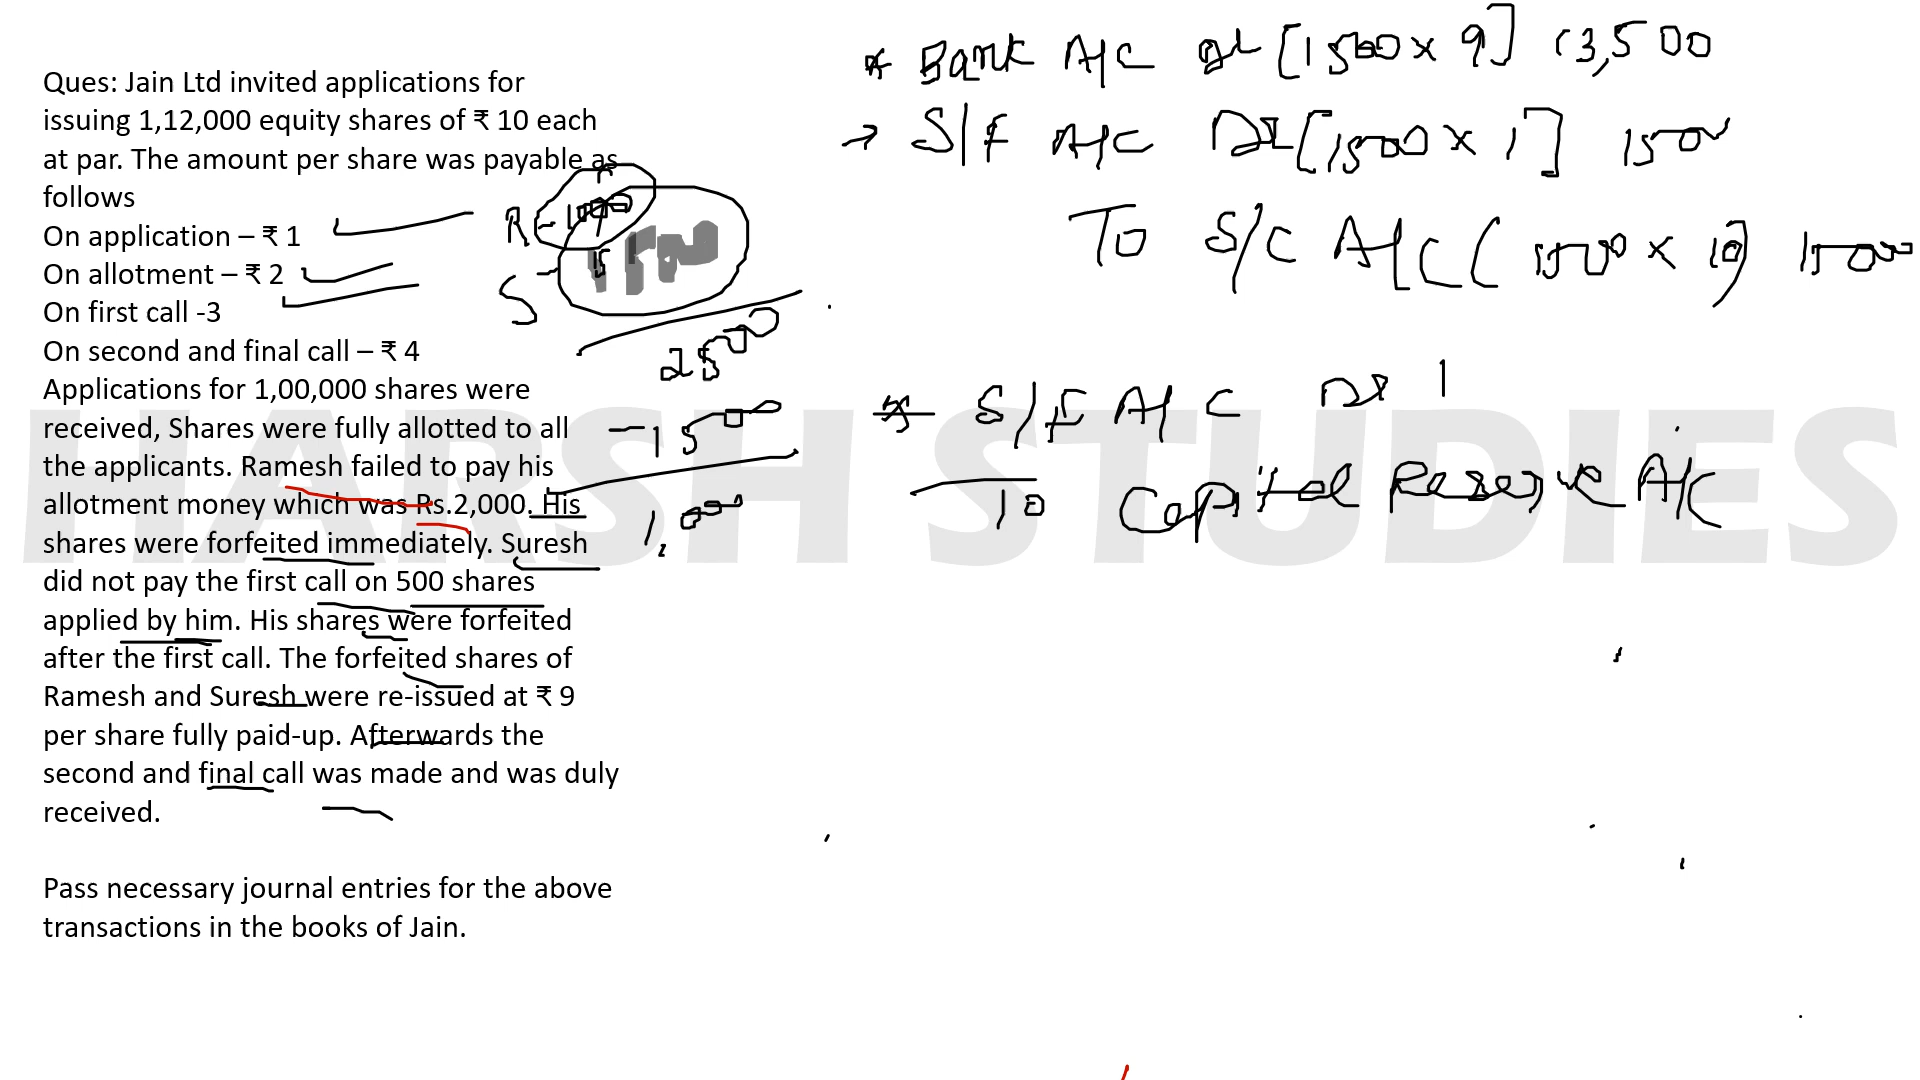 Ques: Jain Ltd invited applications for
issuing 1,12,000 equity shares of ₹ 10 each
at par. The amount per share was payable as
follows
On application – ₹ 1
On allotment – ₹ 2
On first call -3
On second and final call – ₹ 4
Applications for 1,00,000 shares were
received, Shares were fully allotted to all
the applicants. Ramesh failed to pay his
allotment money which was Rs.2,000. His
shares were forfeited immediately. Suresh
did not pay the first call on 500 shares
applied by him. His shares were forfeited
after the first call. The forfeited shares of
Ramesh and Suresh were re-issued at ₹ 9
per share fully paid-up. Afterwards the
second and final call was made and was duly
received.
Pass necessary journal entries for the above
transactions in the books of Jain.
R - 1000
S -
2500
- 1500
1,000
* Bank A/C Dr [1500 x 9] 13,500
→ S/F A/C Dr [1500 x 1] 1500
To S/C A/C ( 1500 x 10) 15000
* S/F A/C Dr 1
To Capital Reserve A/C
HARSH STUDIES